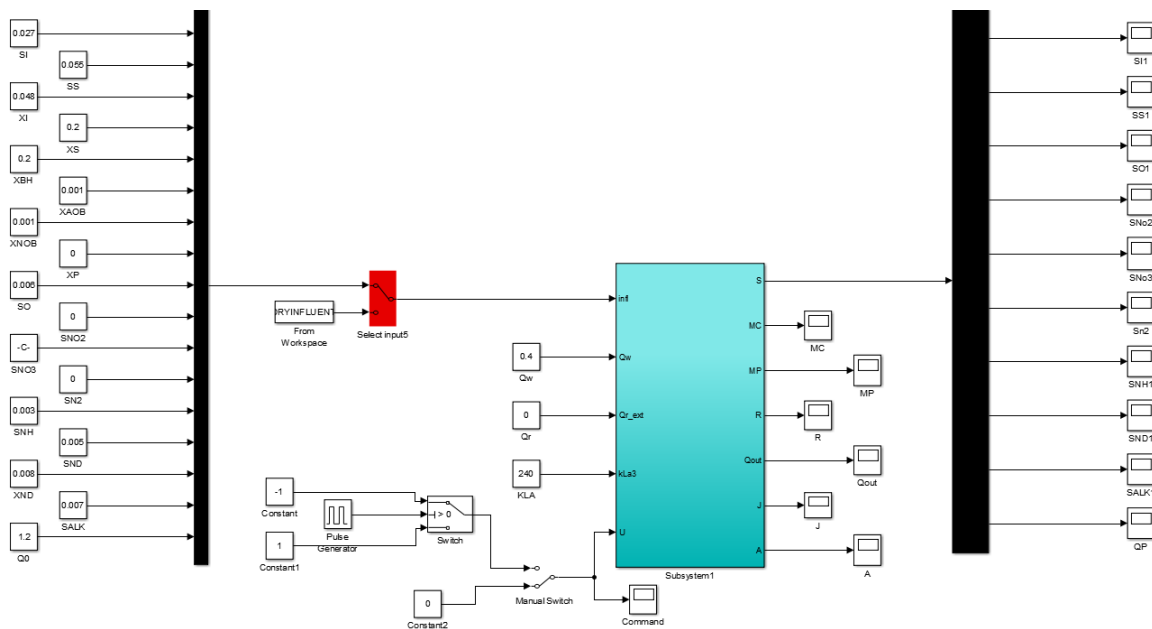 0.027
SI
0.055
SS
0.048
XI
0.2
XS
0.2
XBH
0.001
XAOB
0.001
XNOB
0
XP
0.006
SO
0
SNO2
-C-
SNO3
0
SN2
0.003
SNH
0.005
SND
0.008
XND
0.007
SALK
1.2
Q0
RYINFLUENT
From
Workspace
Select input5
0.4
Qw
0
Qr
240
KLA
-1
Constant
1
Constant1
Pulse
Generator
> 0
Switch
0
Constant2
Manual Switch
Command
infl
Qw
Qr_ext
kLa3
U
S
MC
MP
R
Qout
J
A
Subsystem1
MC
MP
R
Qout
J
A
SI1
SS1
SO1
SNo2
SNo3
Sn2
SNH1
SND1
SALK1
QP